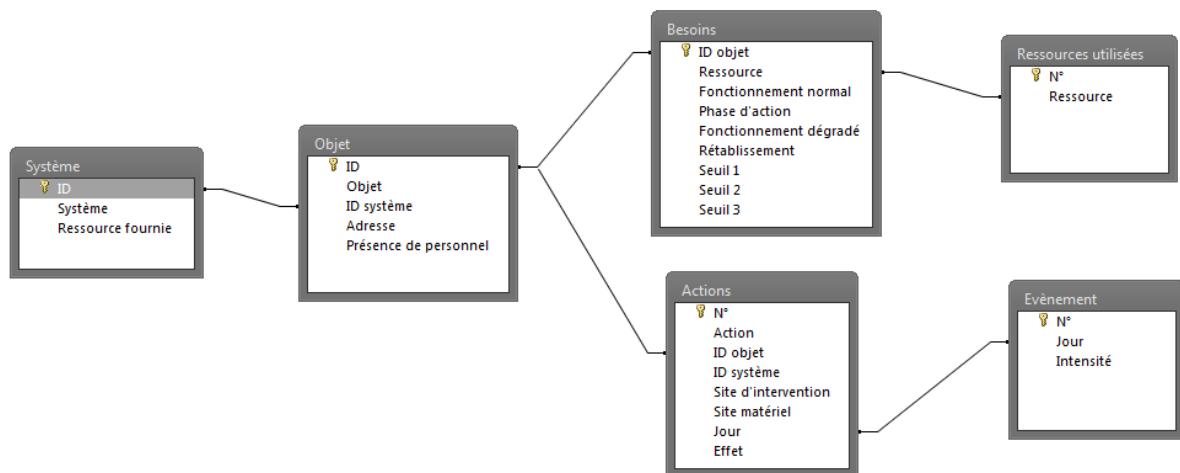 Système
ID
Système
Ressource fournie
Objet
ID
Objet
ID système
Adresse
Présence de personnel
Besoins
ID objet
Ressource
Fonctionnement normal
Phase d'action
Fonctionnement dégradé
Rétablissement
Seuil 1
Seuil 2
Seuil 3
Ressources utilisées
N°
Ressource
Actions
N°
Action
ID objet
ID système
Site d'intervention
Site matériel
Jour
Effet
Evènement
N°
Jour
Intensité